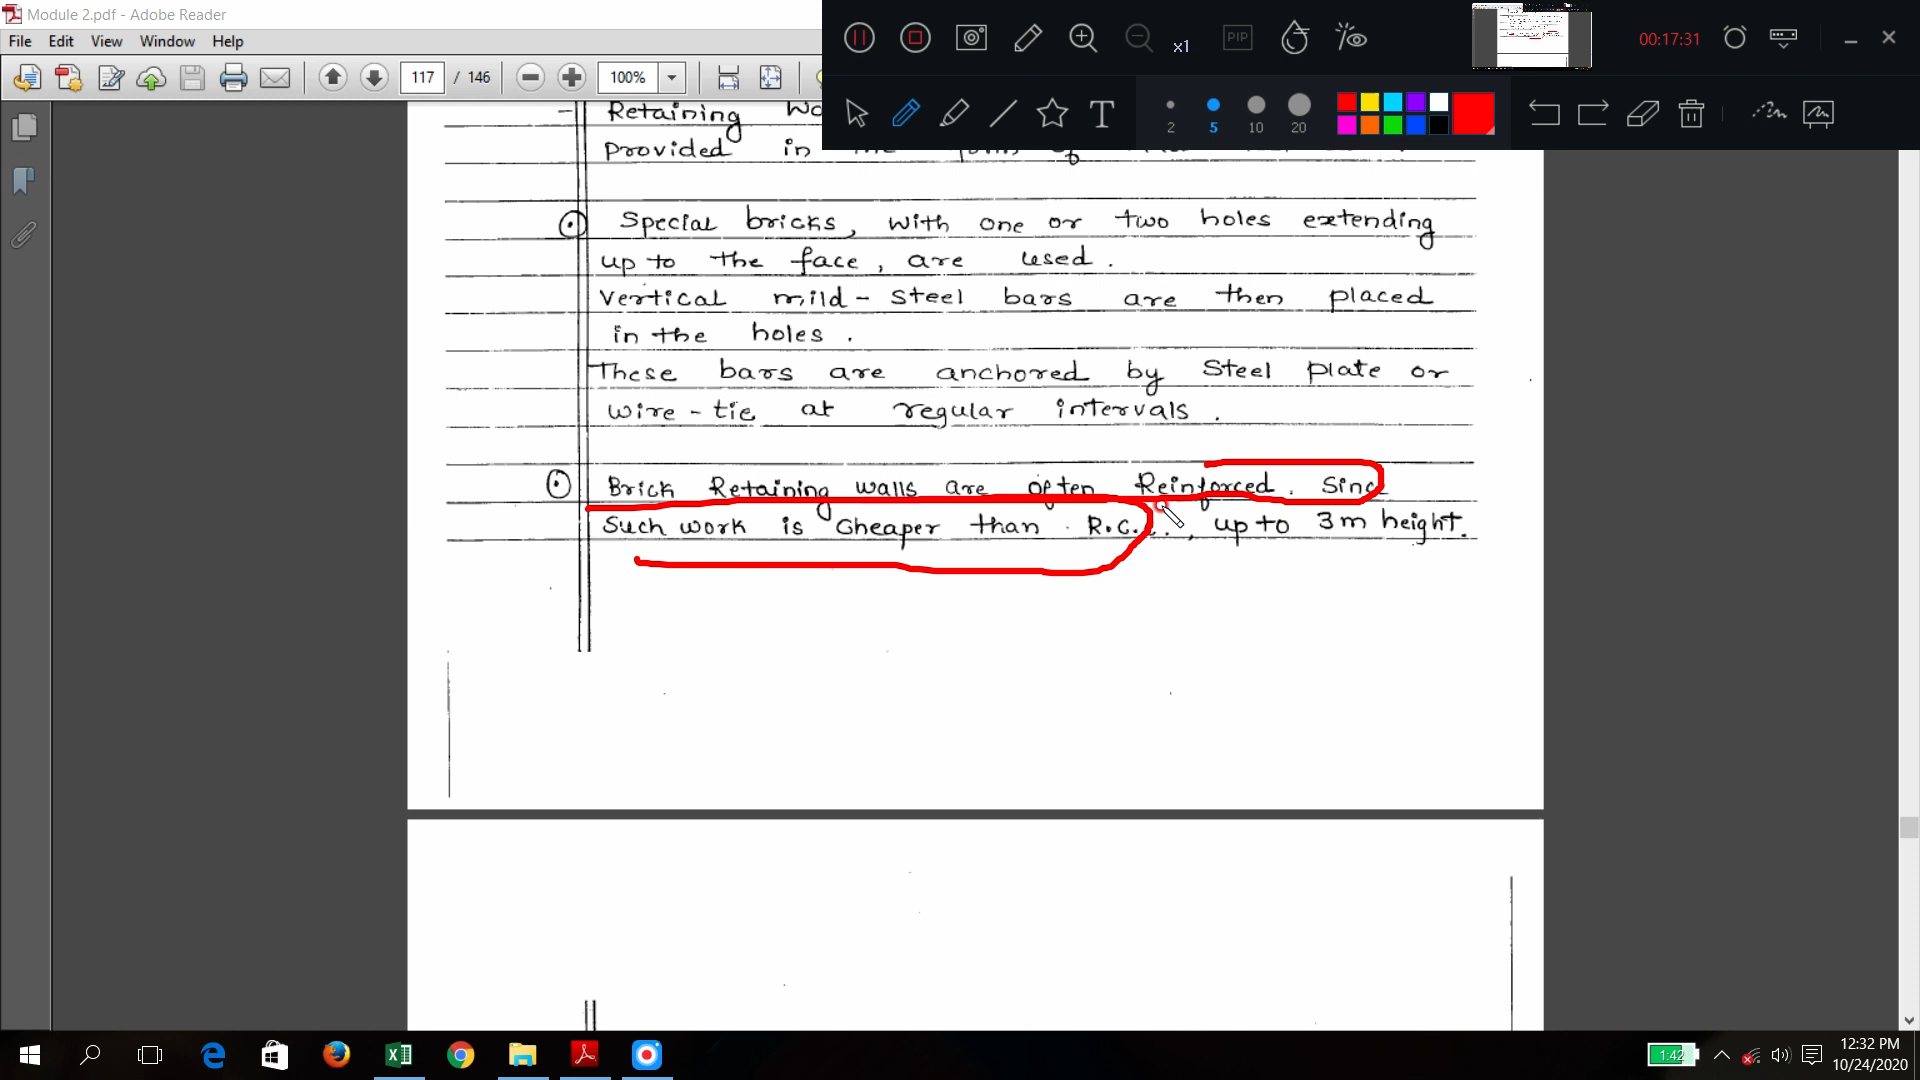 Module 2.pdf - Adobe Reader
File Edit View Window Help
117 / 146 100%
x1 PIP 00:17:31
2 5 10 20
Retaining
Provided in
Special bricks, with one or two holes extending
up to the face, are used.
Vertical mild-steel bars are then placed
in the holes.
These bars are anchored by Steel plate or
wire-tie at regular intervals.
Brick Retaining walls are often Reinforced. Sinc
Such work is Cheaper than R.C.., up to 3m height.
1:42 12:32 PM
10/24/2020